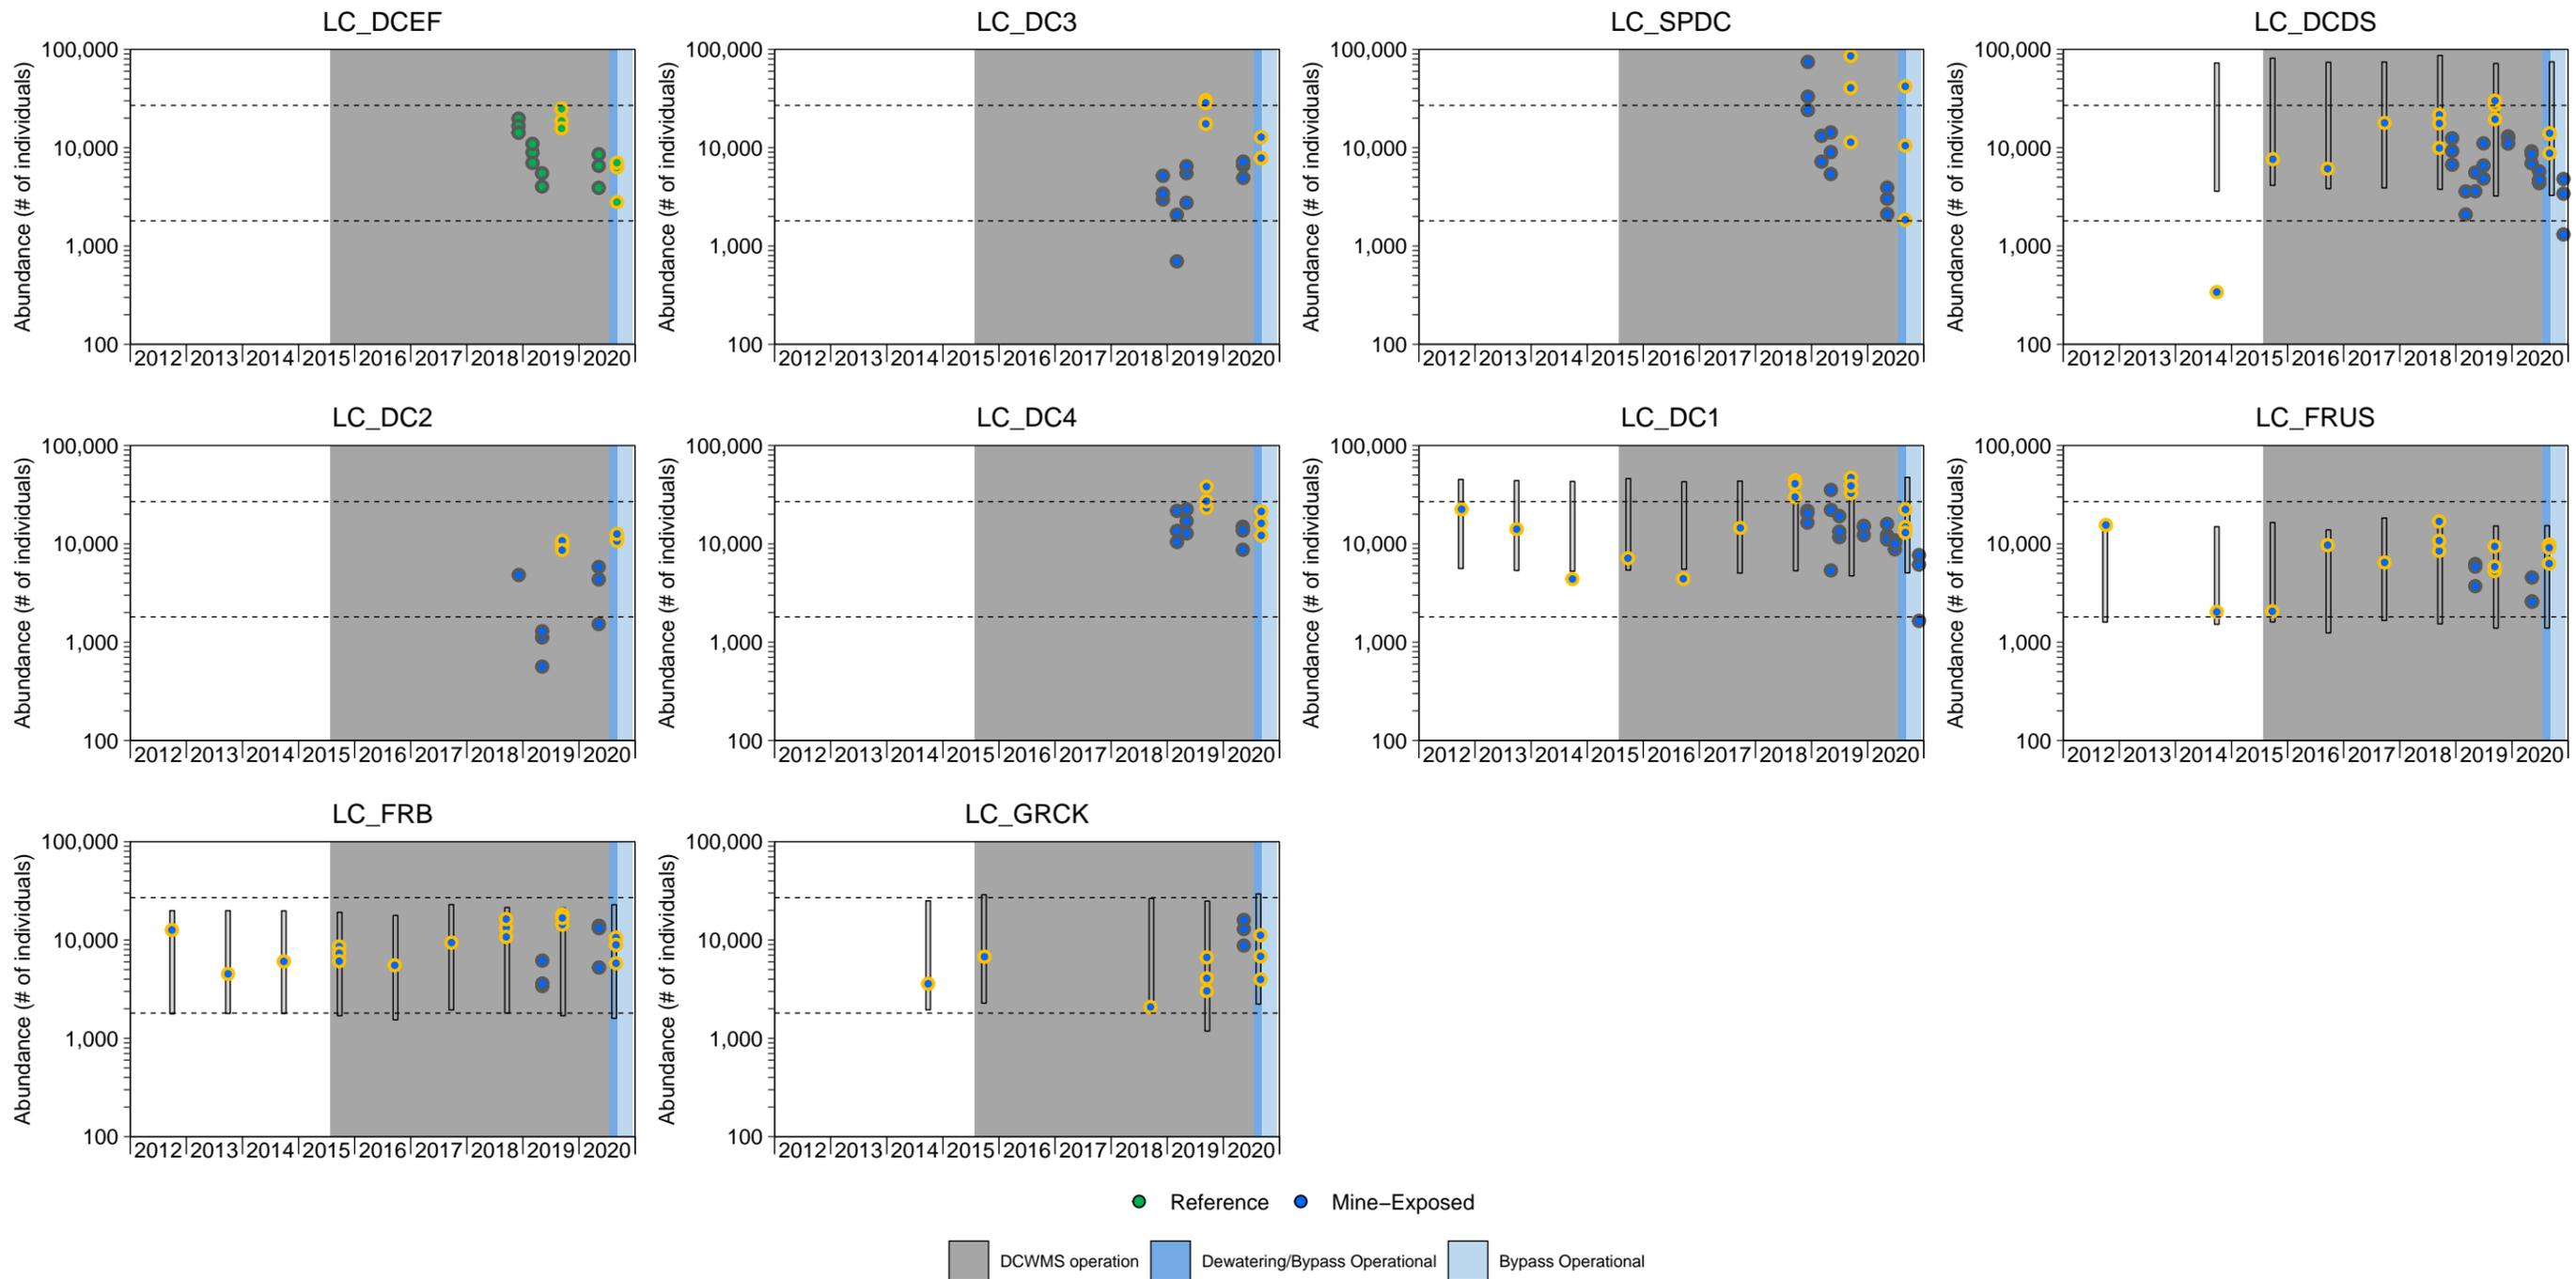 LC_DCEF
LC_DC3
LC_SPDC
LC_DCDS
Abundance (# of individuals)
100,000
10,000
1,000
100
2012 2013 2014 2015 2016 2017 2018 2019 2020
Abundance (# of individuals)
100,000
10,000
1,000
100
2012 2013 2014 2015 2016 2017 2018 2019 2020
Abundance (# of individuals)
100,000
10,000
1,000
100
2012 2013 2014 2015 2016 2017 2018 2019 2020
Abundance (# of individuals)
100,000
10,000
1,000
100
2012 2013 2014 2015 2016 2017 2018 2019 2020
LC_DC2
LC_DC4
LC_DC1
LC_FRUS
Abundance (# of individuals)
100,000
10,000
1,000
100
2012 2013 2014 2015 2016 2017 2018 2019 2020
Abundance (# of individuals)
100,000
10,000
1,000
100
2012 2013 2014 2015 2016 2017 2018 2019 2020
Abundance (# of individuals)
100,000
10,000
1,000
100
2012 2013 2014 2015 2016 2017 2018 2019 2020
Abundance (# of individuals)
100,000
10,000
1,000
100
2012 2013 2014 2015 2016 2017 2018 2019 2020
LC_FRB
LC_GRCK
Abundance (# of individuals)
100,000
10,000
1,000
100
2012 2013 2014 2015 2016 2017 2018 2019 2020
Abundance (# of individuals)
100,000
10,000
1,000
100
2012 2013 2014 2015 2016 2017 2018 2019 2020
Reference Mine−Exposed
DCWMS operation Dewatering/Bypass Operational Bypass Operational